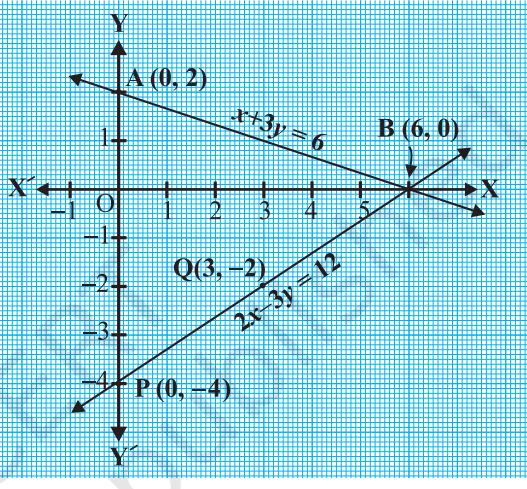 Y
A (0, 2)
x+3y = 6
B (6, 0)
1
X′
X
−1
O
1
2
3
4
5
−1
Q(3, −2)
2x−3y = 12
−2
−3
−4
P (0, −4)
Y′